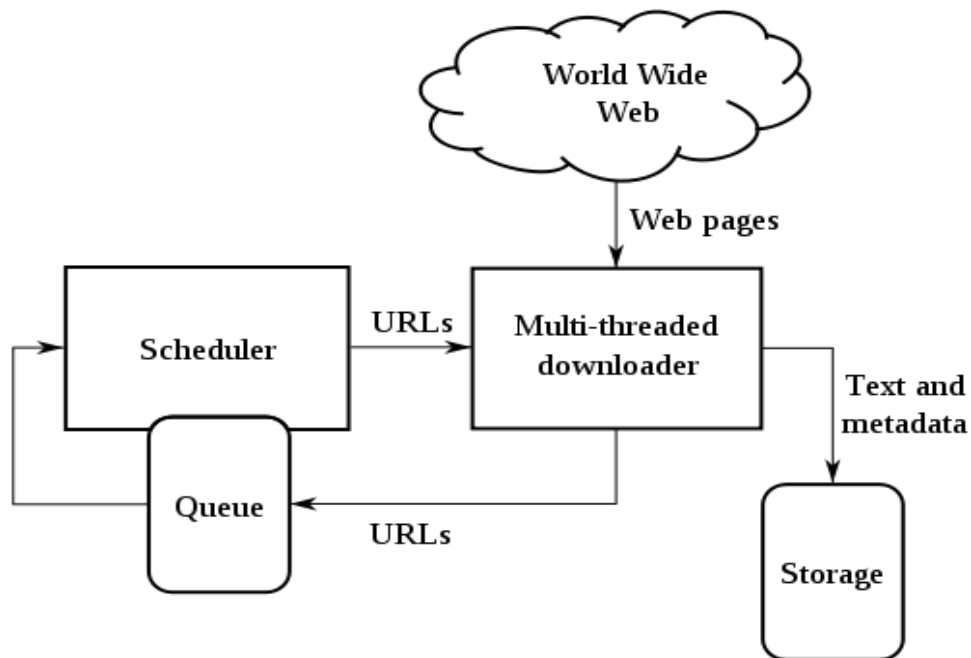 World Wide
Web
Web pages
URLs
Multi-threaded
downloader
Scheduler
Text and
metadata
Queue
URLs
Storage